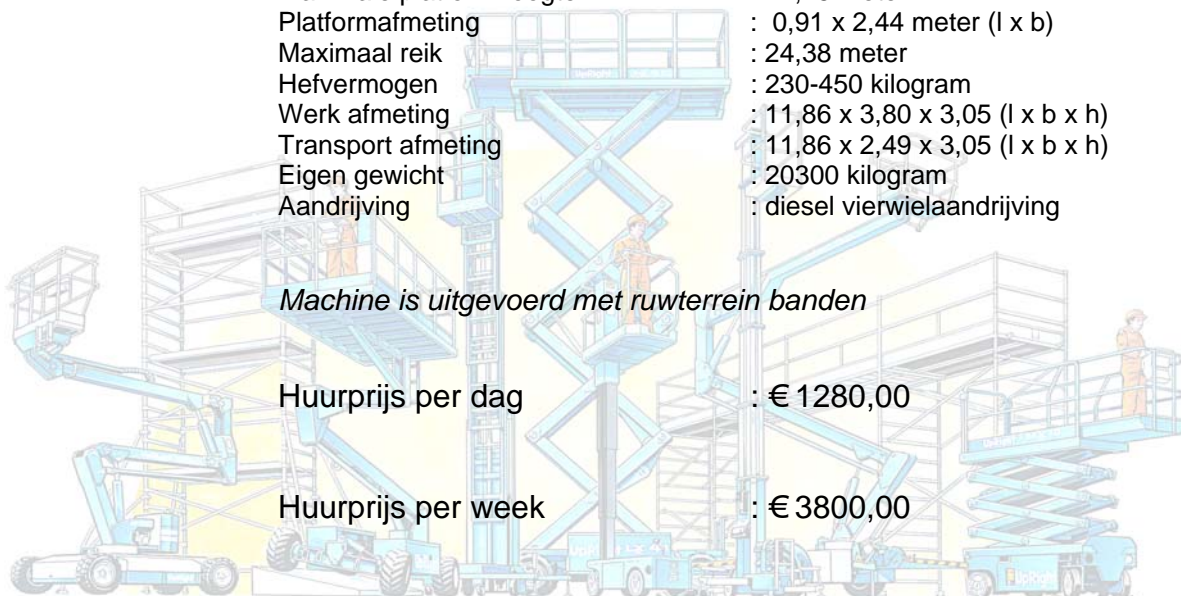 Platformafmeting : 0,91 x 2,44 meter (l x b)
Maximaal reik : 24,38 meter
Hefvermogen : 230-450 kilogram
Werk afmeting : 11,86 x 3,80 x 3,05 (l x b x h)
Transport afmeting : 11,86 x 2,49 x 3,05 (l x b x h)
Eigen gewicht : 20300 kilogram
Aandrijving : diesel vierwielaandrijving
Machine is uitgevoerd met ruwterrein banden
Huurprijs per dag : € 1280,00
Huurprijs per week : € 3800,00
UpRight
UpRight